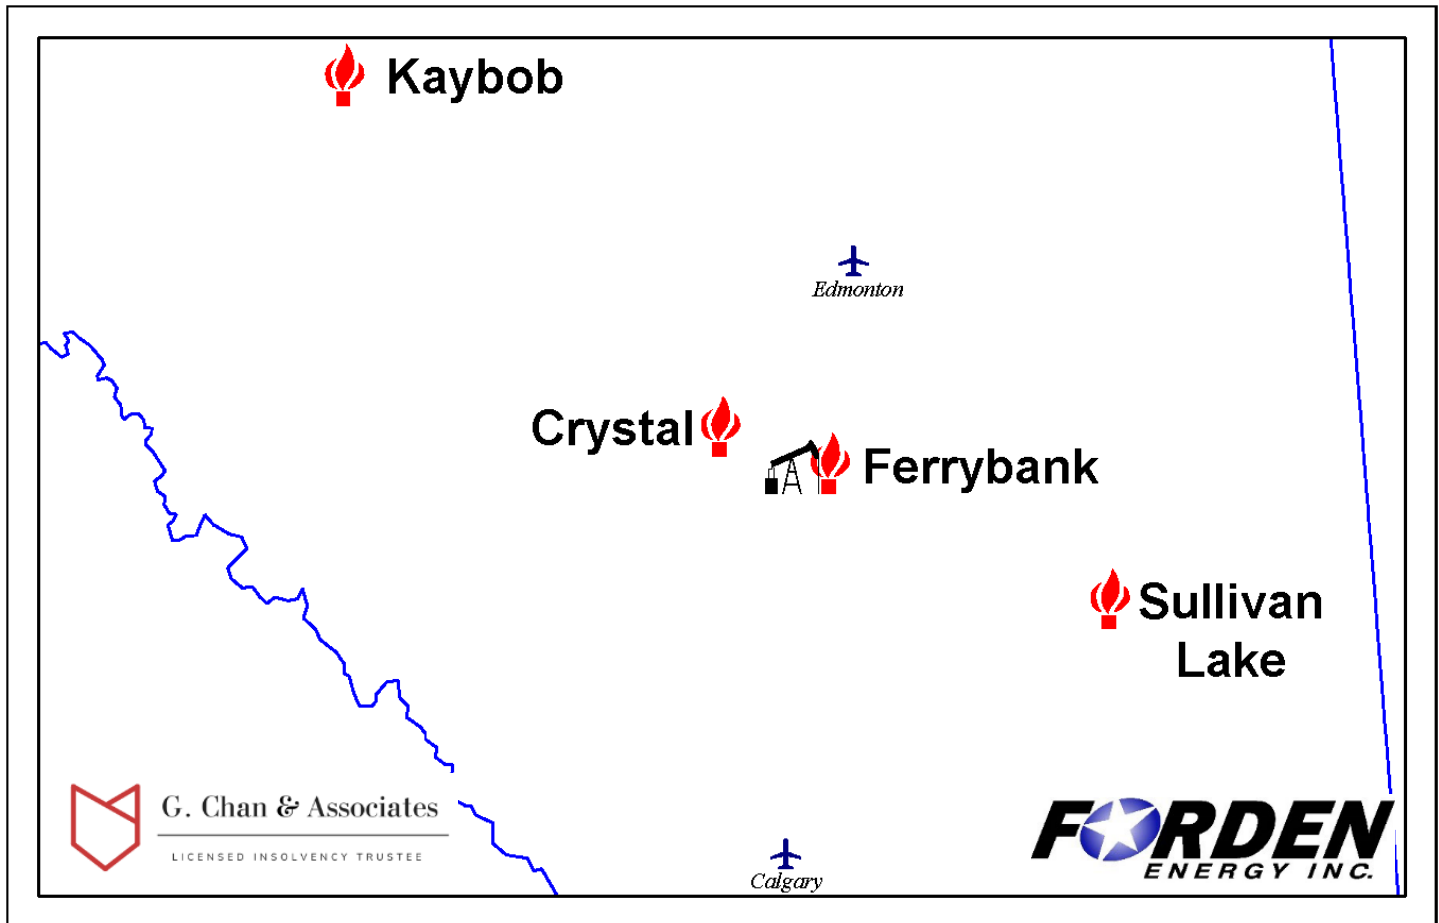 Kaybob
Edmonton
Crystal
Ferrybank
Sullivan
Lake
G. Chan & Associates
LICENSED INSOLVENCY TRUSTEE
FORDEN
ENERGY INC.
Calgary